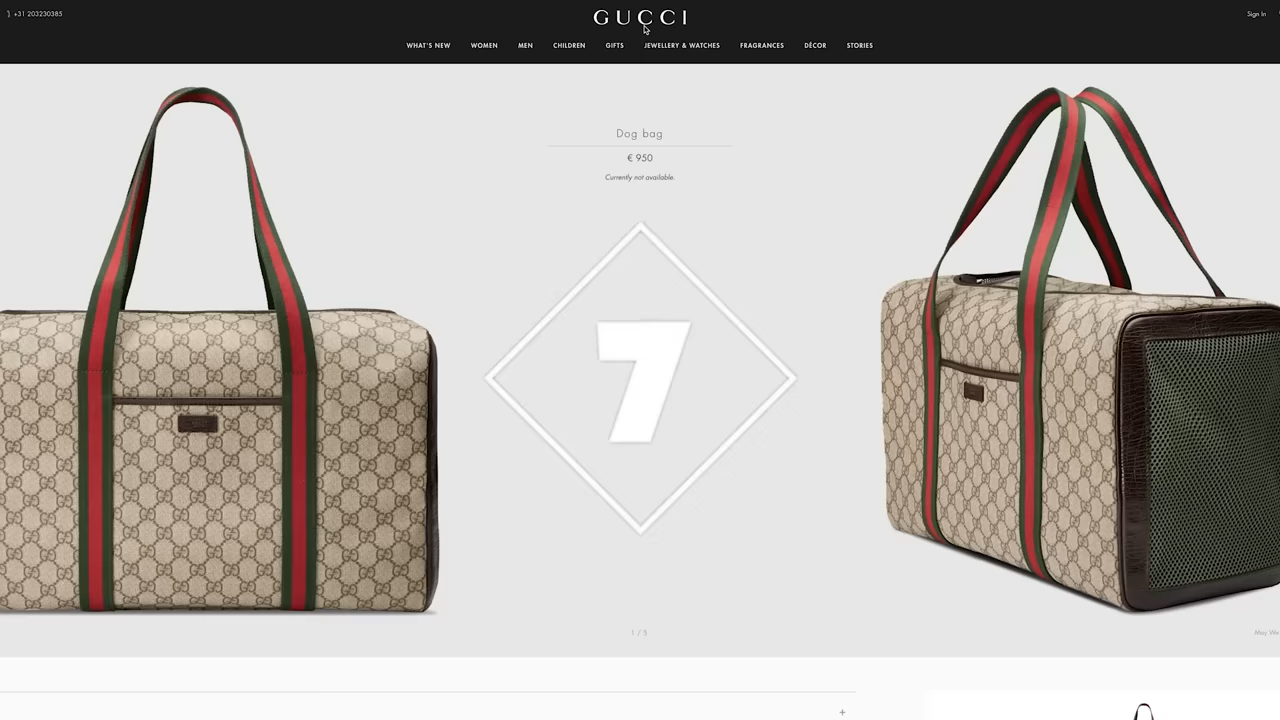 +31 203230385
GUCCI
Sign In
WHAT'S NEW WOMEN MEN CHILDREN GIFTS JEWELLERY & WATCHES FRAGRANCES DÉCOR STORIES
Dog bag
€ 950
Currently not available.
7
1 / 5